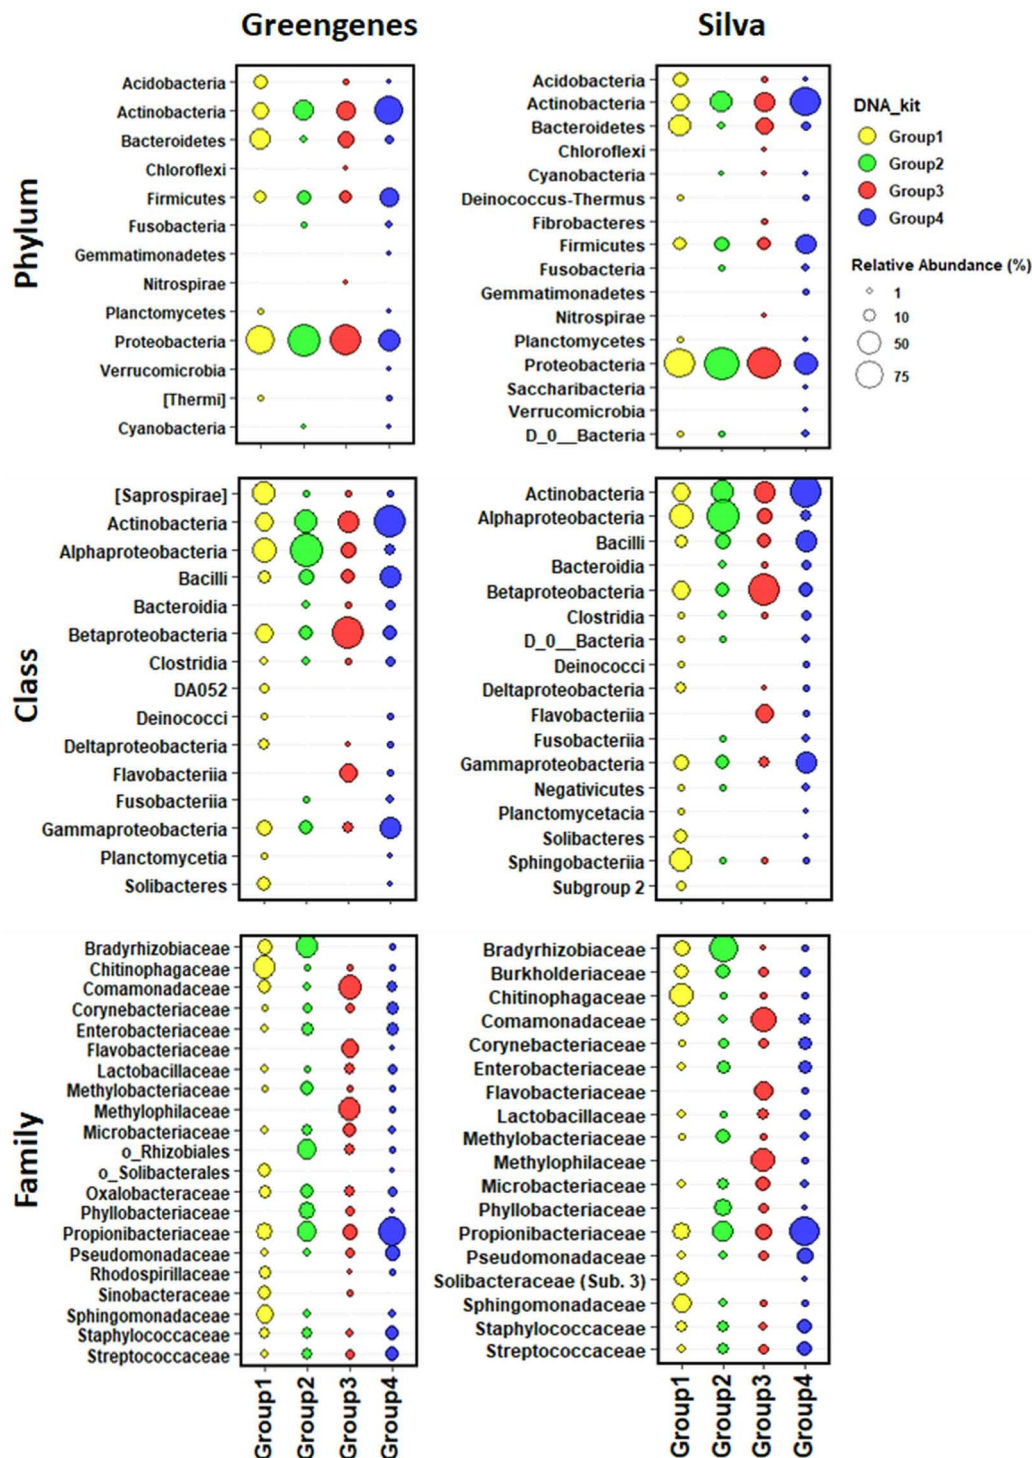 Greengenes
Silva
Phylum
Acidobacteria
Actinobacteria
Bacteroidetes
Chloroflexi
Firmicutes
Fusobacteria
Gemmatimonadetes
Nitrospirae
Planctomycetes
Proteobacteria
Verrucomicrobia
[Thermi]
Cyanobacteria
Acidobacteria
Actinobacteria
Bacteroidetes
Chloroflexi
Cyanobacteria
Deinococcus-Thermus
Fibrobacteres
Firmicutes
Fusobacteria
Gemmatimonadetes
Nitrospirae
Planctomycetes
Proteobacteria
Saccharibacteria
Verrucomicrobia
D_0__Bacteria
DNA_kit
Group1
Group2
Group3
Group4
Relative Abundance (%)
1
10
50
75
Class
[Saprospirae]
Actinobacteria
Alphaproteobacteria
Bacilli
Bacteroidia
Betaproteobacteria
Clostridia
DA052
Deinococci
Deltaproteobacteria
Flavobacteriia
Fusobacteriia
Gammaproteobacteria
Planctomycetia
Solibacteres
Actinobacteria
Alphaproteobacteria
Bacilli
Bacteroidia
Betaproteobacteria
Clostridia
D_0__Bacteria
Deinococci
Deltaproteobacteria
Flavobacteriia
Fusobacteriia
Gammaproteobacteria
Negativicutes
Planctomycetacia
Solibacteres
Sphingobacteriia
Subgroup 2
Family
Bradyrhizobiaceae
Chitinophagaceae
Comamonadaceae
Corynebacteriaceae
Enterobacteriaceae
Flavobacteriaceae
Lactobacillaceae
Methylobacteriaceae
Methylophilaceae
Microbacteriaceae
o_Rhizobiales
o_Solibacterales
Oxalobacteraceae
Phyllobacteriaceae
Propionibacteriaceae
Pseudomonadaceae
Rhodospirillaceae
Sinobacteraceae
Sphingomonadaceae
Staphylococcaceae
Streptococcaceae
Group1
Group2
Group3
Group4
Bradyrhizobiaceae
Burkholderiaceae
Chitinophagaceae
Comamonadaceae
Corynebacteriaceae
Enterobacteriaceae
Flavobacteriaceae
Lactobacillaceae
Methylobacteriaceae
Methylophilaceae
Microbacteriaceae
Phyllobacteriaceae
Propionibacteriaceae
Pseudomonadaceae
Solibacteraceae (Sub. 3)
Sphingomonadaceae
Staphylococcaceae
Streptococcaceae
Group1
Group2
Group3
Group4